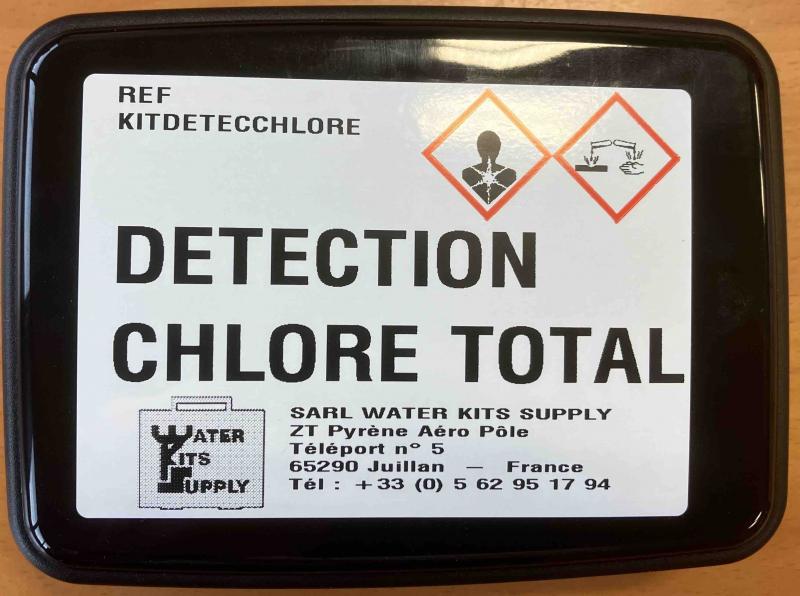 REF
KITDETECCHLORE
DETECTION
CHLORE TOTAL
WATER
KITS
SUPPLY
SARL WATER KITS SUPPLY
ZT Pyrène Aéro Pôle
Téléport n° 5
65290 Juillan — France
Tél : +33 (0) 5 62 95 17 94